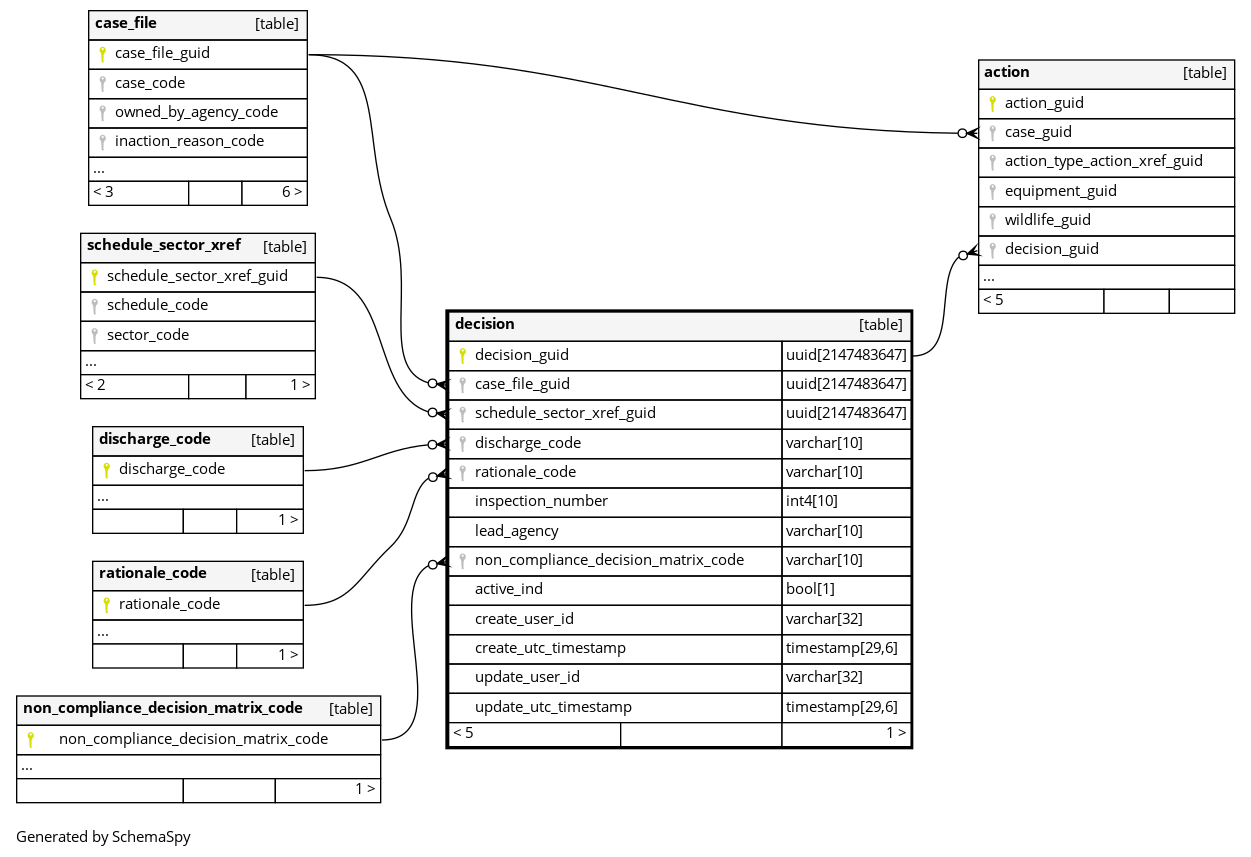 case_file [table]
case_file_guid
case_code
owned_by_agency_code
inaction_reason_code
...
< 3 6 >
schedule_sector_xref [table]
schedule_sector_xref_guid
schedule_code
sector_code
...
< 2 1 >
discharge_code [table]
discharge_code
...
1 >
rationale_code [table]
rationale_code
...
1 >
non_compliance_decision_matrix_code [table]
non_compliance_decision_matrix_code
...
1 >
decision [table]
decision_guid uuid[2147483647]
case_file_guid uuid[2147483647]
schedule_sector_xref_guid uuid[2147483647]
discharge_code varchar[10]
rationale_code varchar[10]
inspection_number int4[10]
lead_agency varchar[10]
non_compliance_decision_matrix_code varchar[10]
active_ind bool[1]
create_user_id varchar[32]
create_utc_timestamp timestamp[29,6]
update_user_id varchar[32]
update_utc_timestamp timestamp[29,6]
< 5 1 >
action [table]
action_guid
case_guid
action_type_action_xref_guid
equipment_guid
wildlife_guid
decision_guid
...
< 5
Generated by SchemaSpy